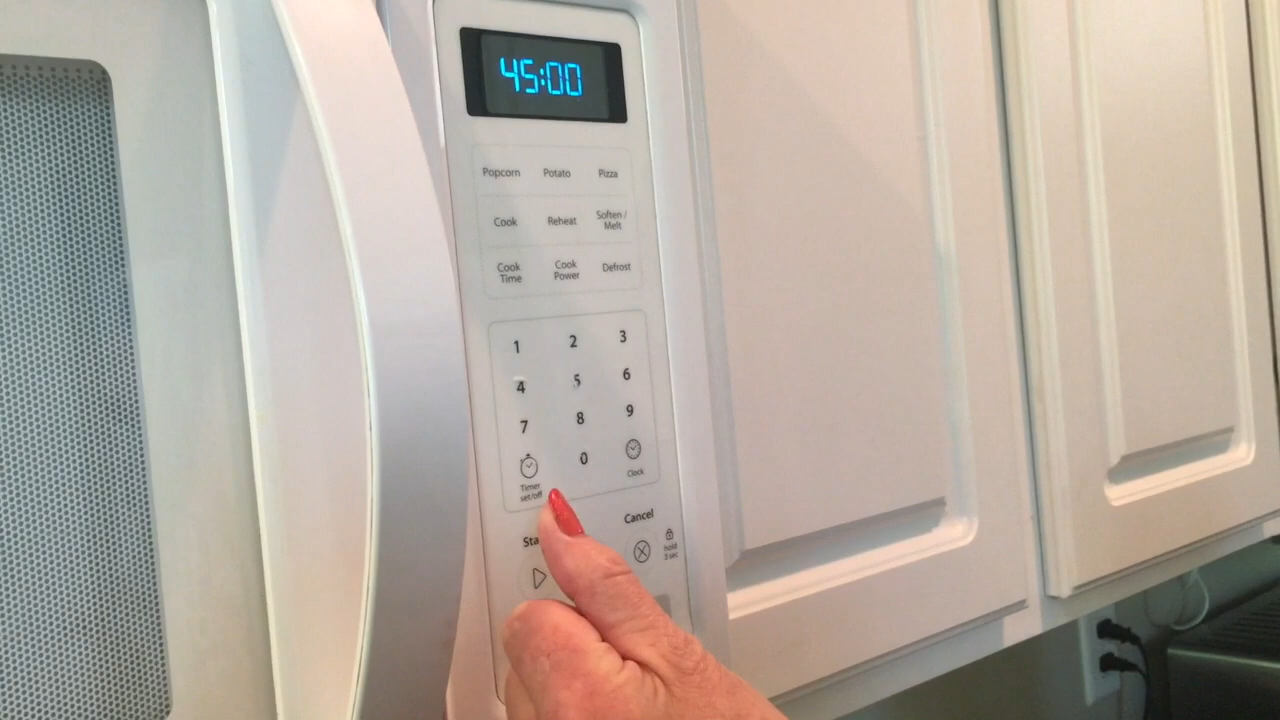 45:00
Popcorn Potato Pizza
Cook Reheat Soften /
Melt
Cook
Time
Cook
Power
Defrost
1 2 3
4 5 6
7 8 9
0
Timer
set/off
Clock
Cancel
Sta
hold
3 sec